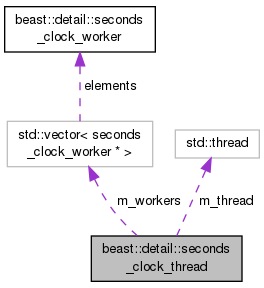 beast::detail::seconds
_clock_worker
elements
std::vector< seconds
_clock_worker * >
std::thread
m_workers
m_thread
beast::detail::seconds
_clock_thread